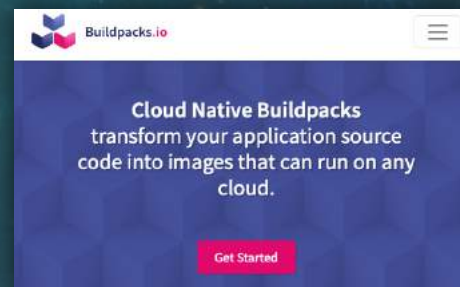 Buildpacks.io
Cloud Native Buildpacks
transform your application source
code into images that can run on any
cloud.
Get Started